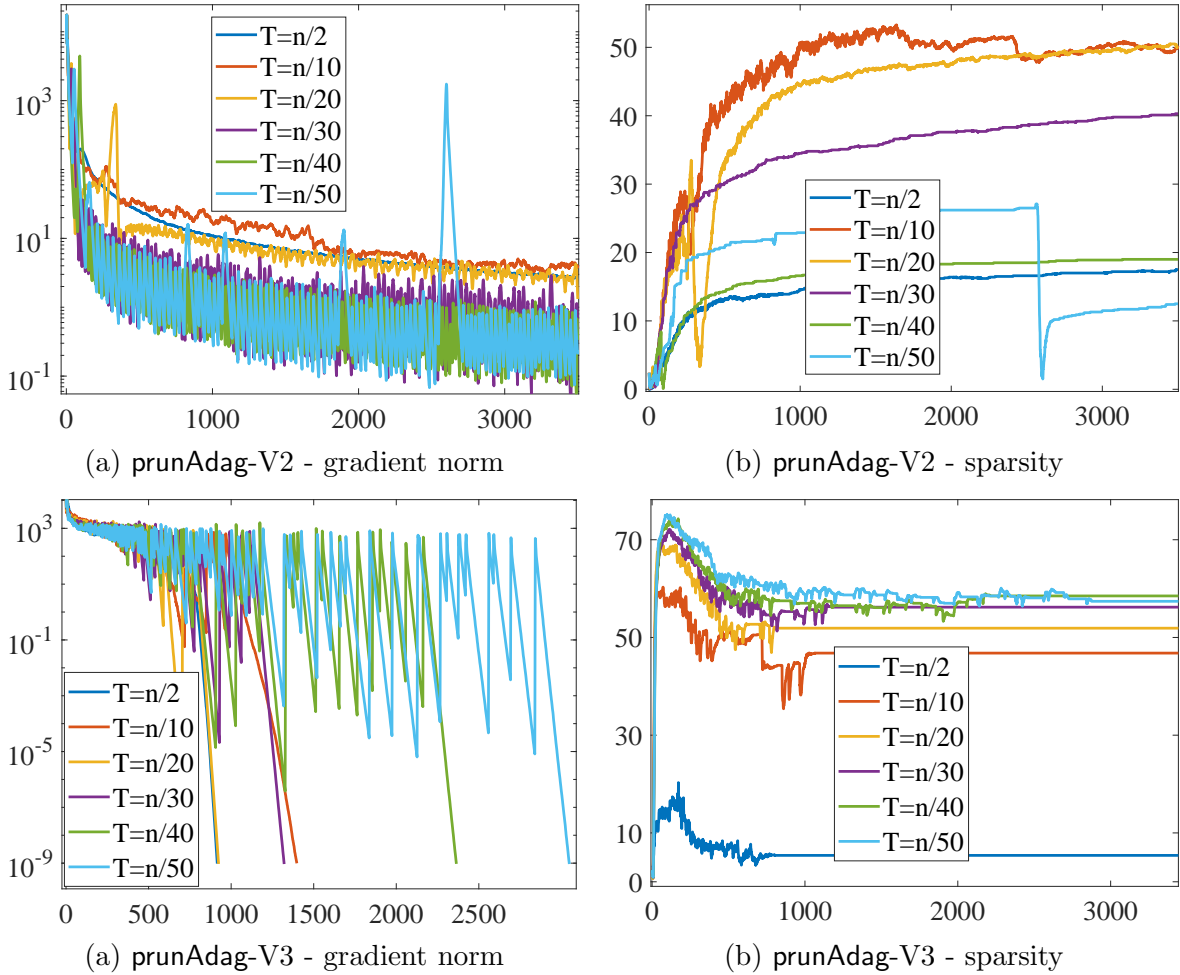 10^3
10^1
10^-1
0
1000
2000
3000
T=n/2
T=n/10
T=n/20
T=n/30
T=n/40
T=n/50
(a) prunAdag-V2 - gradient norm
50
40
30
20
10
0
0
1000
2000
3000
T=n/2
T=n/10
T=n/20
T=n/30
T=n/40
T=n/50
(b) prunAdag-V2 - sparsity
10^3
10^-1
10^-5
10^-9
0
500
1000
1500
2000
2500
T=n/2
T=n/10
T=n/20
T=n/30
T=n/40
T=n/50
(a) prunAdag-V3 - gradient norm
70
50
30
10
0
0
1000
2000
3000
T=n/2
T=n/10
T=n/20
T=n/30
T=n/40
T=n/50
(b) prunAdag-V3 - sparsity